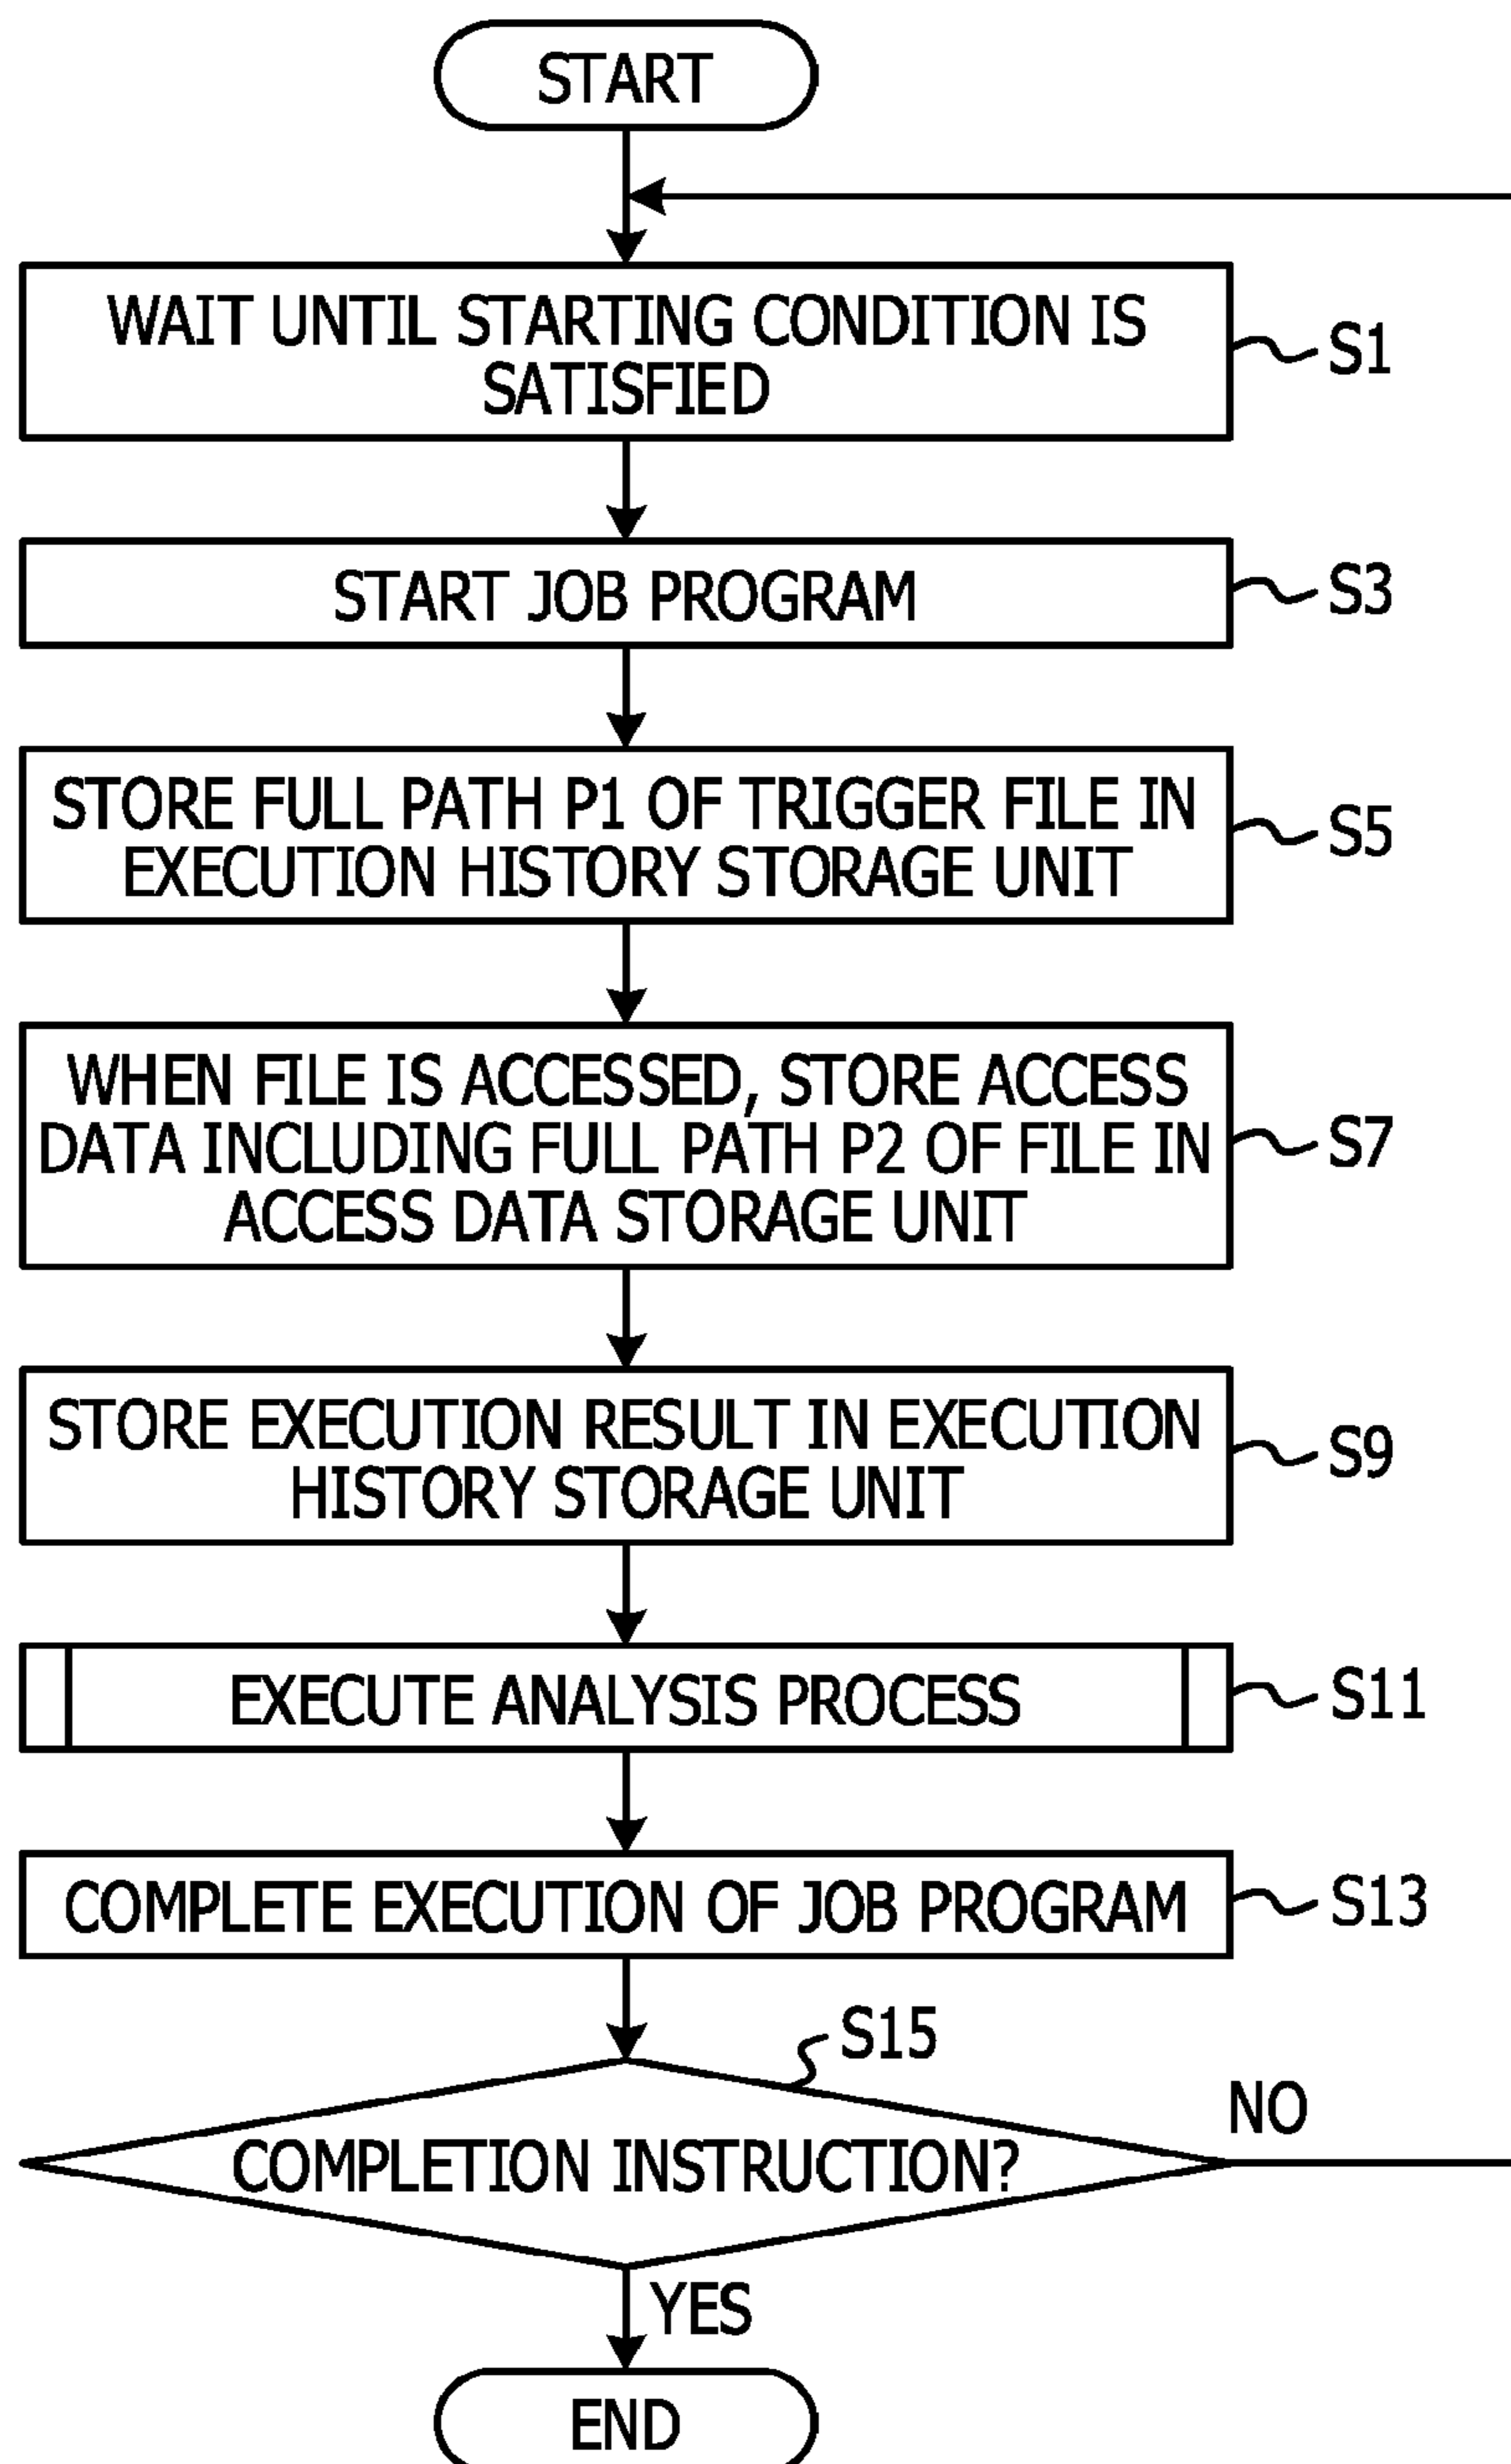 START
WAIT UNTIL STARTING CONDITION IS
SATISFIED
S1
START JOB PROGRAM
S3
STORE FULL PATH P1 OF TRIGGER FILE IN
EXECUTION HISTORY STORAGE UNIT
S5
WHEN FILE IS ACCESSED, STORE ACCESS
DATA INCLUDING FULL PATH P2 OF FILE IN
ACCESS DATA STORAGE UNIT
S7
STORE EXECUTION RESULT IN EXECUTION
HISTORY STORAGE UNIT
S9
EXECUTE ANALYSIS PROCESS
S11
COMPLETE EXECUTION OF JOB PROGRAM
S13
S15
COMPLETION INSTRUCTION?
NO
YES
END